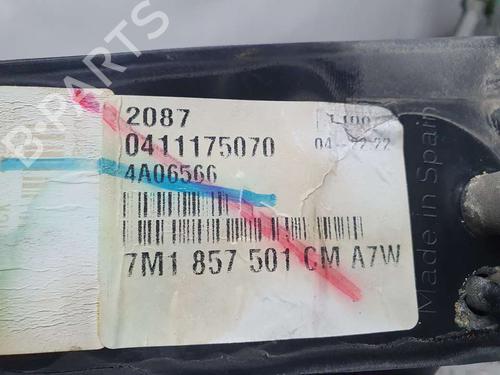 B-PARTS
2087
0411175070
4A06566
7M1 857 501 CM A7W
Made in Spain